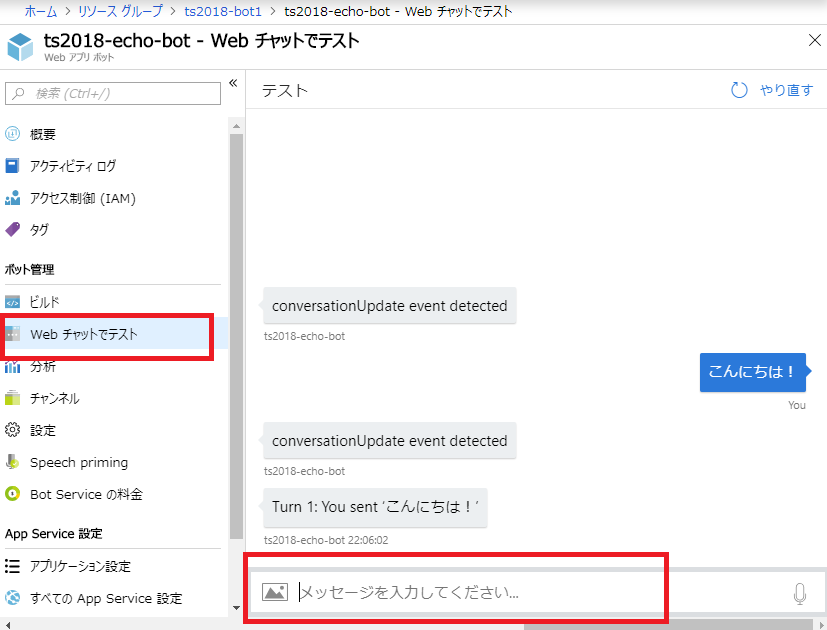 ホーム > リソース グループ > ts2018-bot1 > ts2018-echo-bot - Web チャットでテスト
ts2018-echo-bot - Web チャットでテスト
Web アプリ ボット
検索 (Ctrl+/)
概要
アクティビティ ログ
アクセス制御 (IAM)
タグ
ボット管理
ビルド
Web チャットでテスト
分析
チャンネル
設定
Speech priming
Bot Service の料金
App Service 設定
アプリケーション設定
すべての App Service 設定
テスト
やり直す
conversationUpdate event detected
ts2018-echo-bot
こんにちは！
You
conversationUpdate event detected
ts2018-echo-bot
Turn 1: You sent 'こんにちは！'
ts2018-echo-bot 22:06:02
メッセージを入力してください...